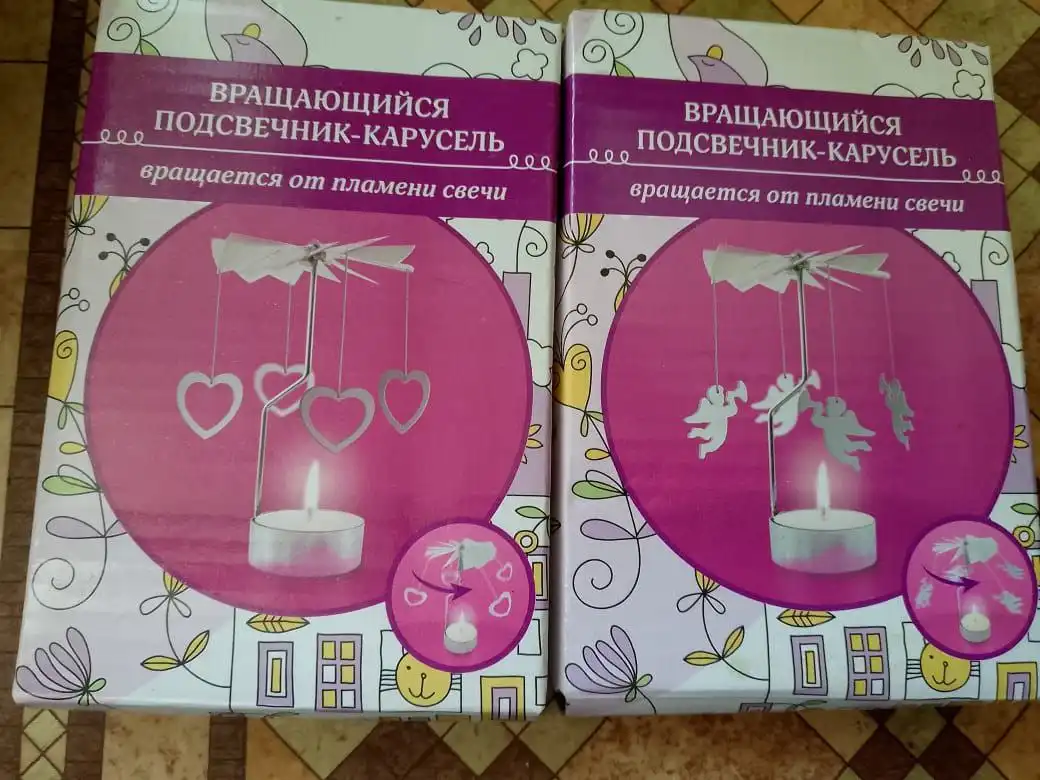 ВРАЩАЮЩИЙСЯ
ПОДСВЕЧНИК-КАРУСЕЛЬ
вращается от пламени свечи
ВРАЩАЮЩИЙСЯ
ПОДСВЕЧНИК-КАРУСЕЛЬ
вращается от пламени свечи